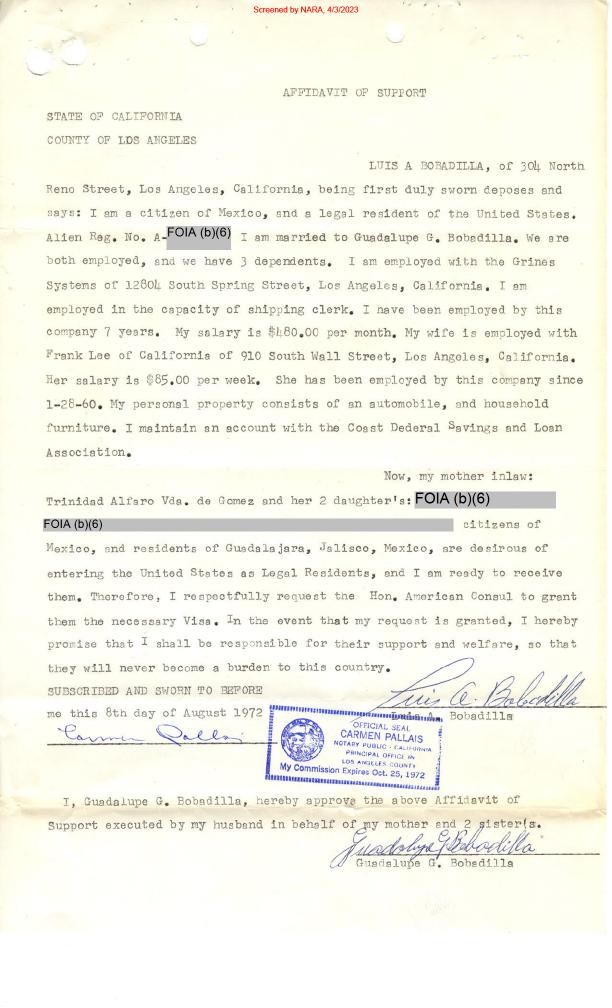 Screened by NARA, 4/3/2023
AFFIDAVIT OF SUPPORT
STATE OF CALIFORNIA
COUNTY OF LOS ANGELES
LUIS A BOBADILLA, of 304 North
Reno Street, Los Angeles, California, being first duly sworn deposes and
says: I am a citizen of Mexico, and a legal resident of the United States.
Alien Reg. No. A-FOIA (b)(6) I am married to Guadalupe G. Bobadilla. We are
both employed, and we have 3 dependents. I am employed with the Grines
Systems of 12804 South Spring Street, Los Angeles, California. I am
employed in the capacity of shipping clerk. I have been employed by this
company 7 years. My salary is $480.00 per month. My wife is employed with
Frank Lee of California of 910 South Wall Street, Los Angeles, California.
Her salary is $85.00 per week. She has been employed by this company since
1-28-60. My personal property consists of an automobile, and household
furniture. I maintain an account with the Coast Dederal Savings and Loan
Association.
Now, my mother inlaw:
Trinidad Alfaro Vda. de Gomez and her 2 daughter's: FOIA (b)(6)
FOIA (b)(6) citizens of
Mexico, and residents of Guadalajara, Jalisco, Mexico, are desirous of
entering the United States as Legal Residents, and I am ready to receive
them. Therefore, I respectfully request the Hon. American Consul to grant
them the necessary Visa. In the event that my request is granted, I hereby
promise that I shall be responsible for their support and welfare, so that
they will never become a burden to this country.
SUBSCRIBED AND SWORN TO BEFORE
Luis A. Bobadilla
me this 8th day of August 1972
Luis A. Bobadilla
Carmen Pallais
OFFICIAL SEAL
CARMEN PALLAIS
NOTARY PUBLIC - CALIFORNIA
PRINCIPAL OFFICE IN
LOS ANGELES COUNTY
My Commission Expires Oct. 25, 1972
I, Guadalupe G. Bobadilla, hereby approve the above Affidavit of
Support executed by my husband in behalf of my mother and 2 sister's.
Guadalupe G Bobadilla
Guadalupe G. Bobadilla